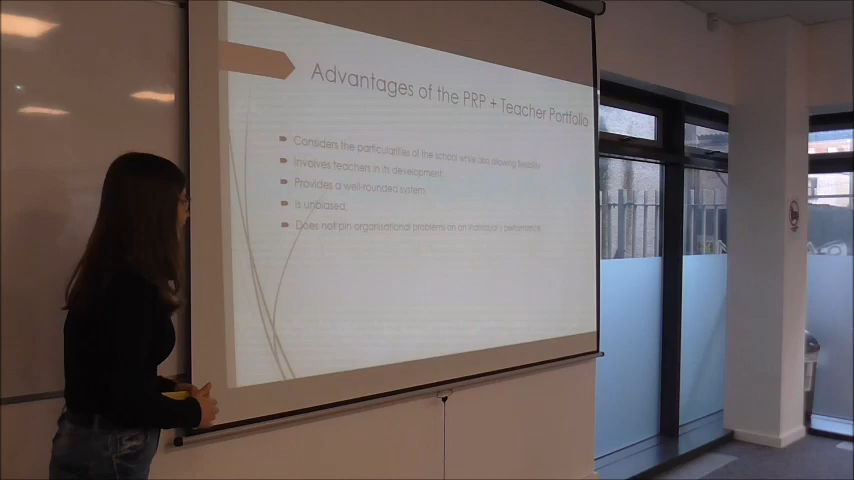 Advantages of the PRP + Teacher Portfolio
Considers the particularities of the school while also allowing flexibility
Involves teachers in its development.
Provides a well-rounded system.
Is unbiased.
Does not pin organisational problems on an individual's performance.